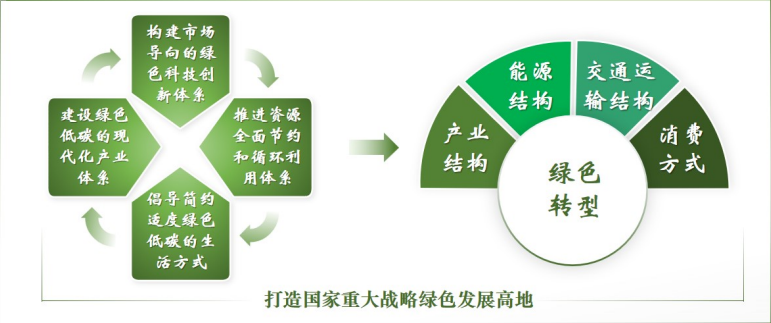 构建市场
导向的绿
色科技创
新体系
建设绿色
低碳的现
代化产业
体系
推进资源
全面节约
和循环利
用体系
倡导简约
适度绿色
低碳的生
活方式
产业
结构
能源
结构
交通运
输结构
消费
方式
绿色
转型
打造国家重大战略绿色发展高地